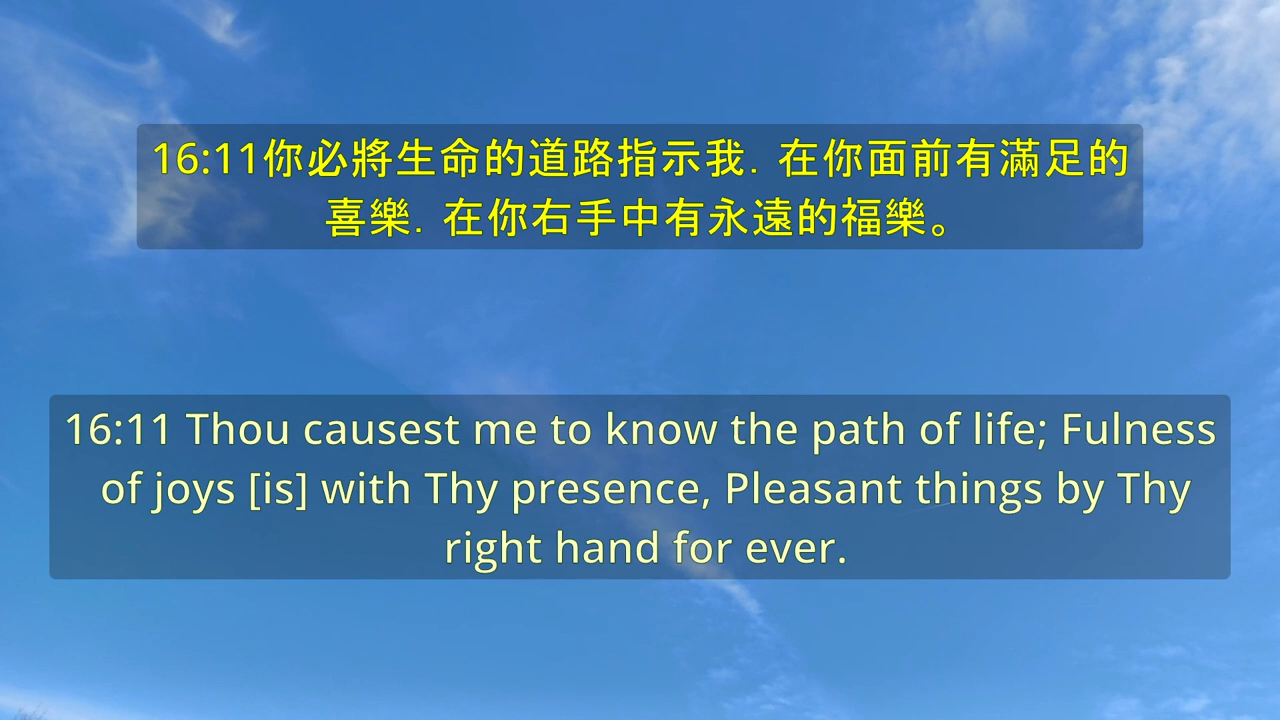 16:11你必將生命的道路指示我．在你面前有滿足的
喜樂．在你右手中有永遠的福樂。
16:11 Thou causest me to know the path of life; Fulness
of joys [is] with Thy presence, Pleasant things by Thy
right hand for ever.